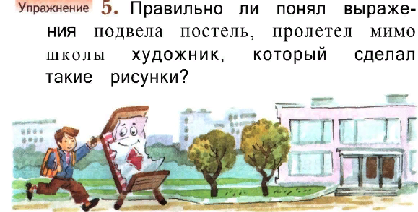 Упражнение 5. Правильно ли понял выраже-
ния подвела постель, пролетел мимо
школы художник, который сделал
такие рисунки?